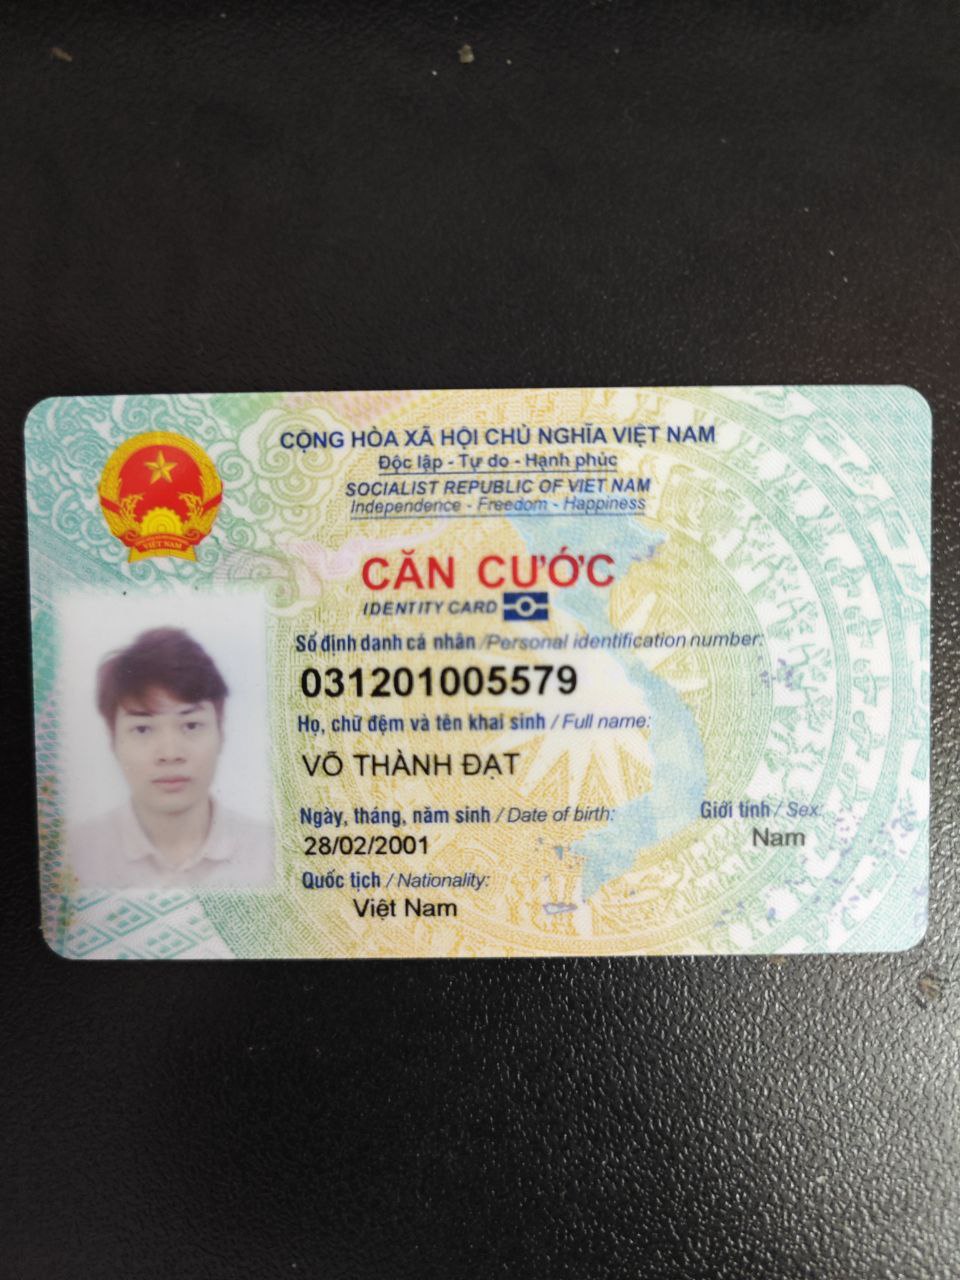 CỘNG HÒA XÃ HỘI CHỦ NGHĨA VIỆT NAM
Độc lập - Tự do - Hạnh phúc
SOCIALIST REPUBLIC OF VIET NAM
Independence - Freedom - Happiness
VIỆT NAM
CĂN CƯỚC
IDENTITY CARD
Số định danh cá nhân /Personal identification number:
031201005579
Họ, chữ đệm và tên khai sinh / Full name:
VÕ THÀNH ĐẠT
Ngày, tháng, năm sinh / Date of birth: Giới tính / Sex:
28/02/2001 Nam
Quốc tịch / Nationality:
Việt Nam